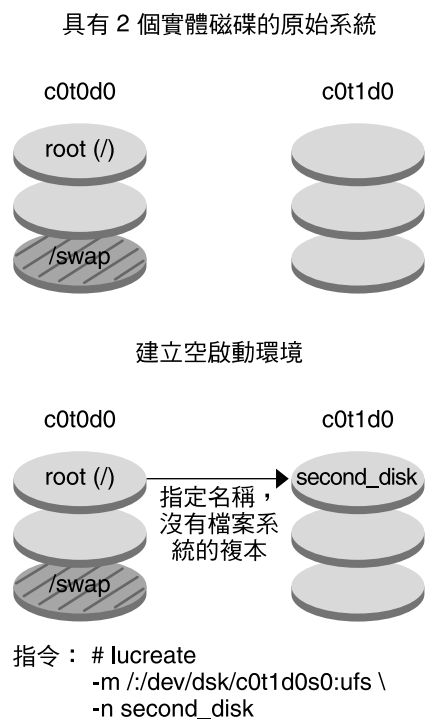 具有 2 個實體磁碟的原始系統
c0t0d0
c0t1d0
root (/)
/swap
建立空啟動環境
c0t0d0
c0t1d0
root (/)
second_disk
指定名稱，
沒有檔案系
統的複本
/swap
指令： # lucreate
-m /:/dev/dsk/c0t1d0s0:ufs \
-n second_disk